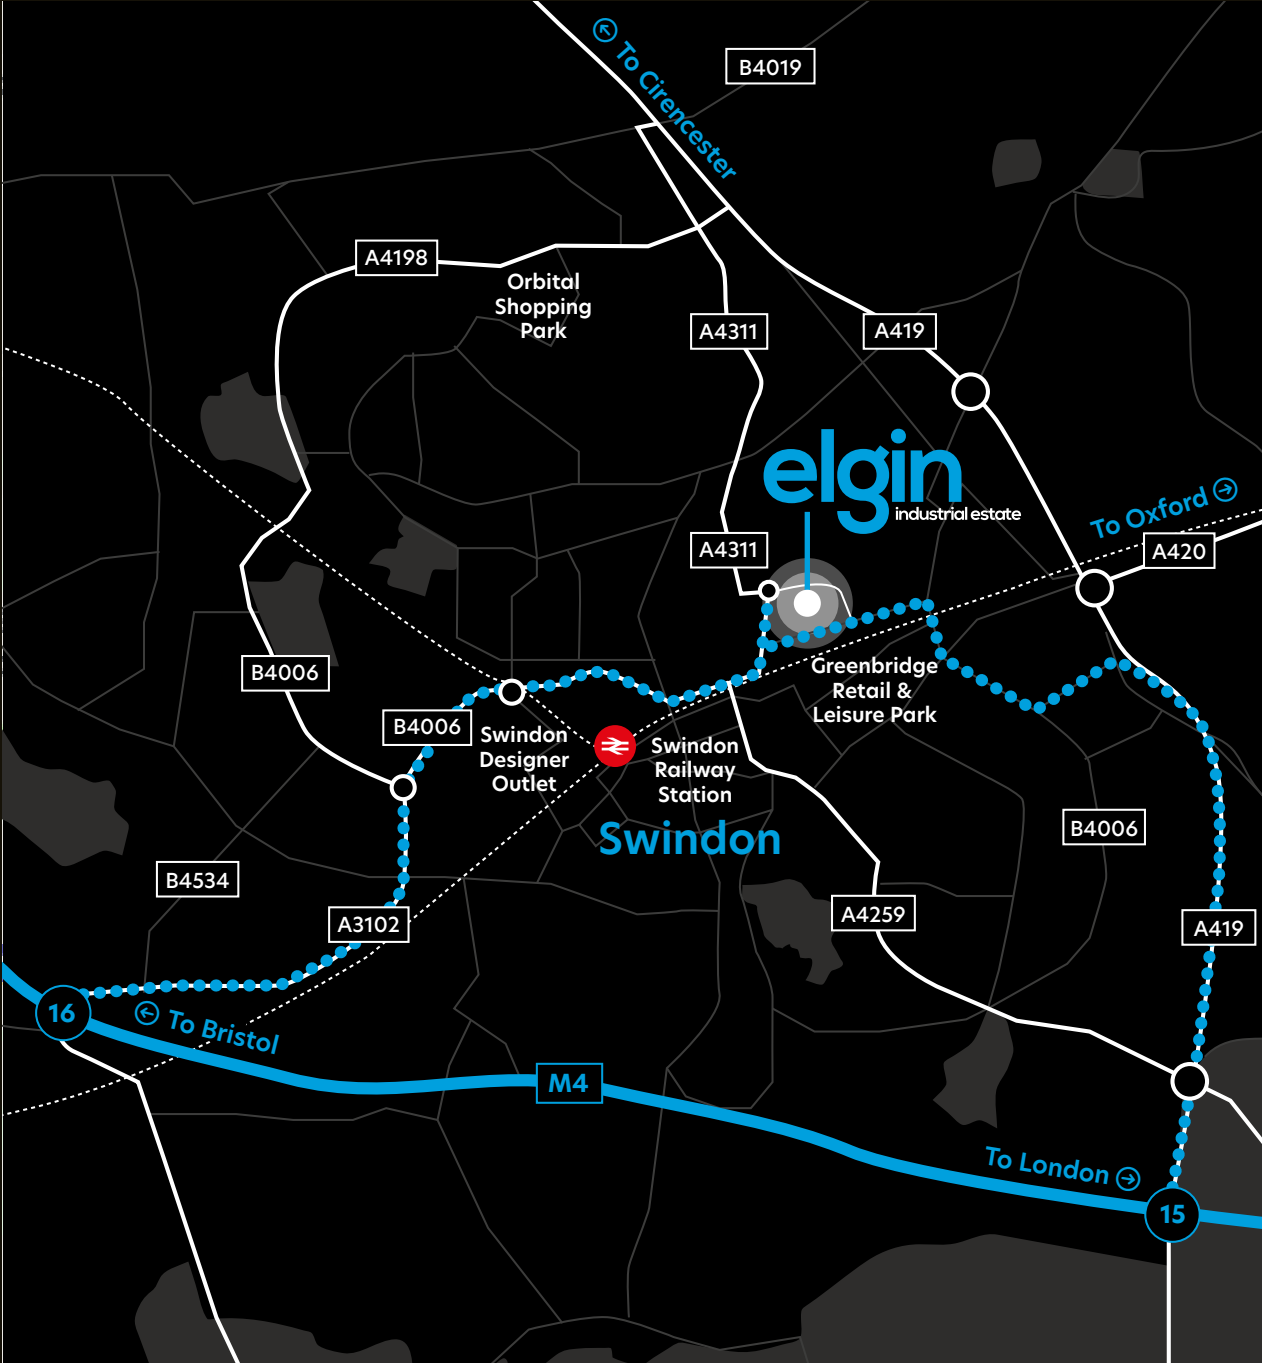 To Cirencester
B4019
A4198
Orbital
Shopping
Park
A4311
A419
elgin
industrial estate
To Oxford
A4311
A420
B4006
Greenbridge
Retail &
Leisure Park
B4006
Swindon
Designer
Outlet
Swindon
Railway
Station
Swindon
B4006
B4534
A3102
A4259
A419
16
To Bristol
M4
To London
15